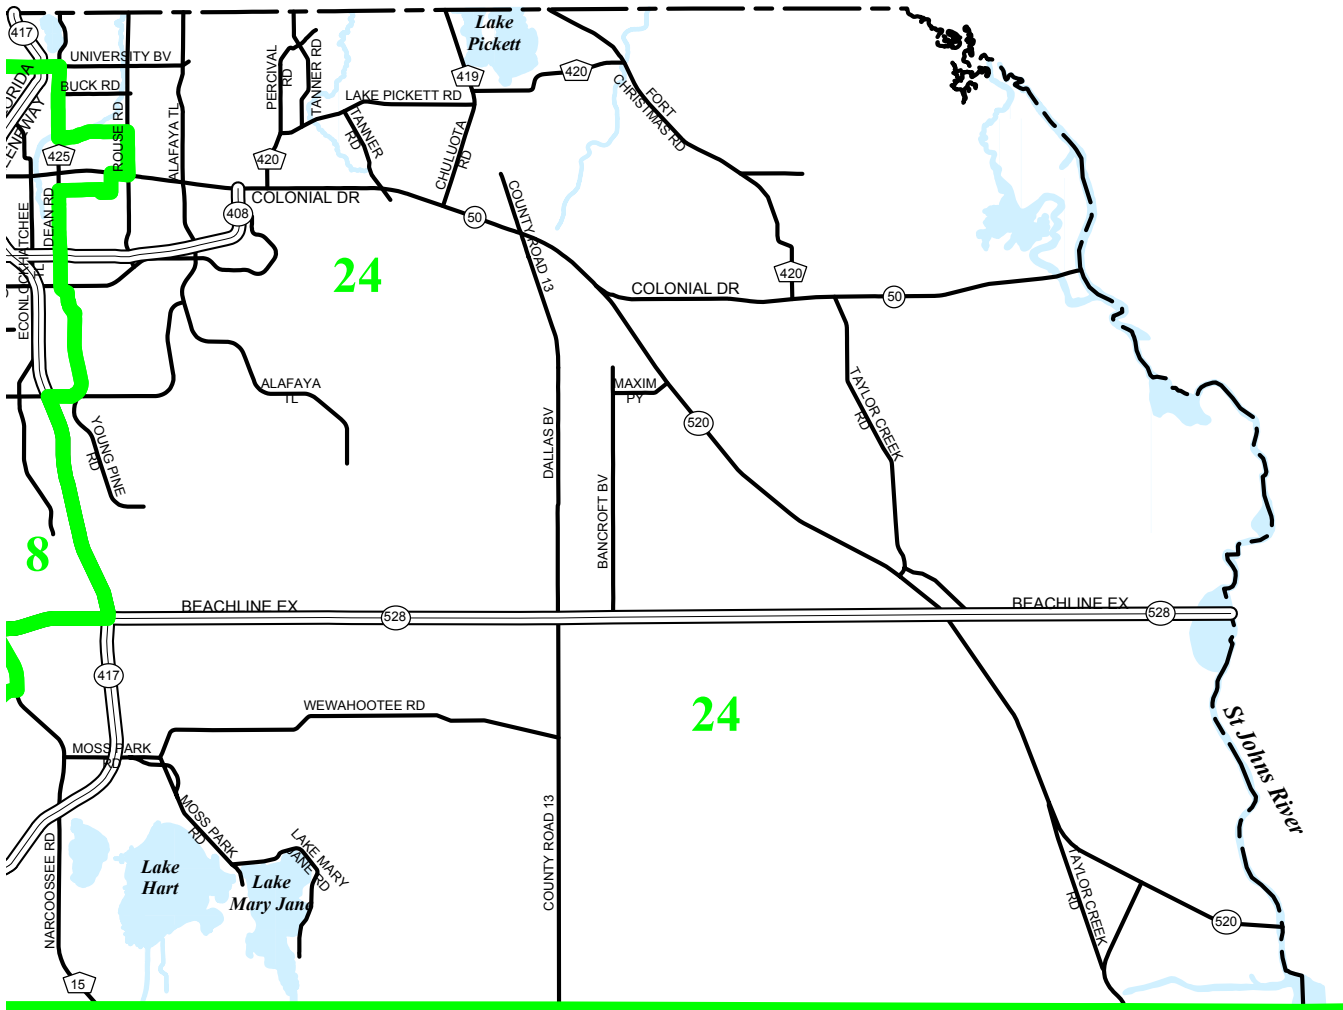 417
UNIVERSITY BV
BUCK RD
ROUSE RD
ALAFAYA TL
PERCIVAL
RD
TANNER RD
Lake
Pickett
419
420
LAKE PICKETT RD
TANNER
RD
CHULUOTA
RD
FORT
CHRISTMAS RD
425
420
408
COLONIAL DR
50
DEAN RD
ECONLOCKHATCHEE
TL
COUNTY ROAD 13
24
420
COLONIAL DR
50
ALAFAYA
TL
MAXIM
PY
520
TAYLOR CREEK
RD
YOUNG PINE
RD
DALLAS BV
BANCROFT BV
8
BEACHLINE EX
528
BEACHLINE EX
528
417
WEWAHOOTEE RD
24
St Johns River
MOSS PARK
RD
MOSS PARK
RD
LAKE MARY
JANE RD
NARCOOSSEE RD
Lake
Hart
Lake
Mary Jane
COUNTY ROAD 13
TAYLOR CREEK
RD
520
15